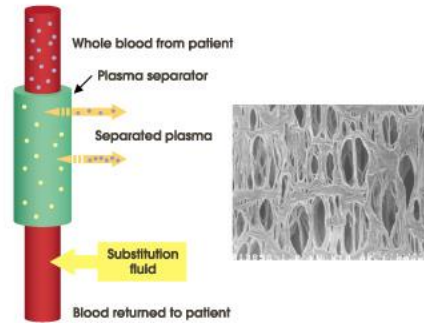 Whole blood from patient
Plasma separator
Separated plasma
Substitution
fluid
Blood returned to patient